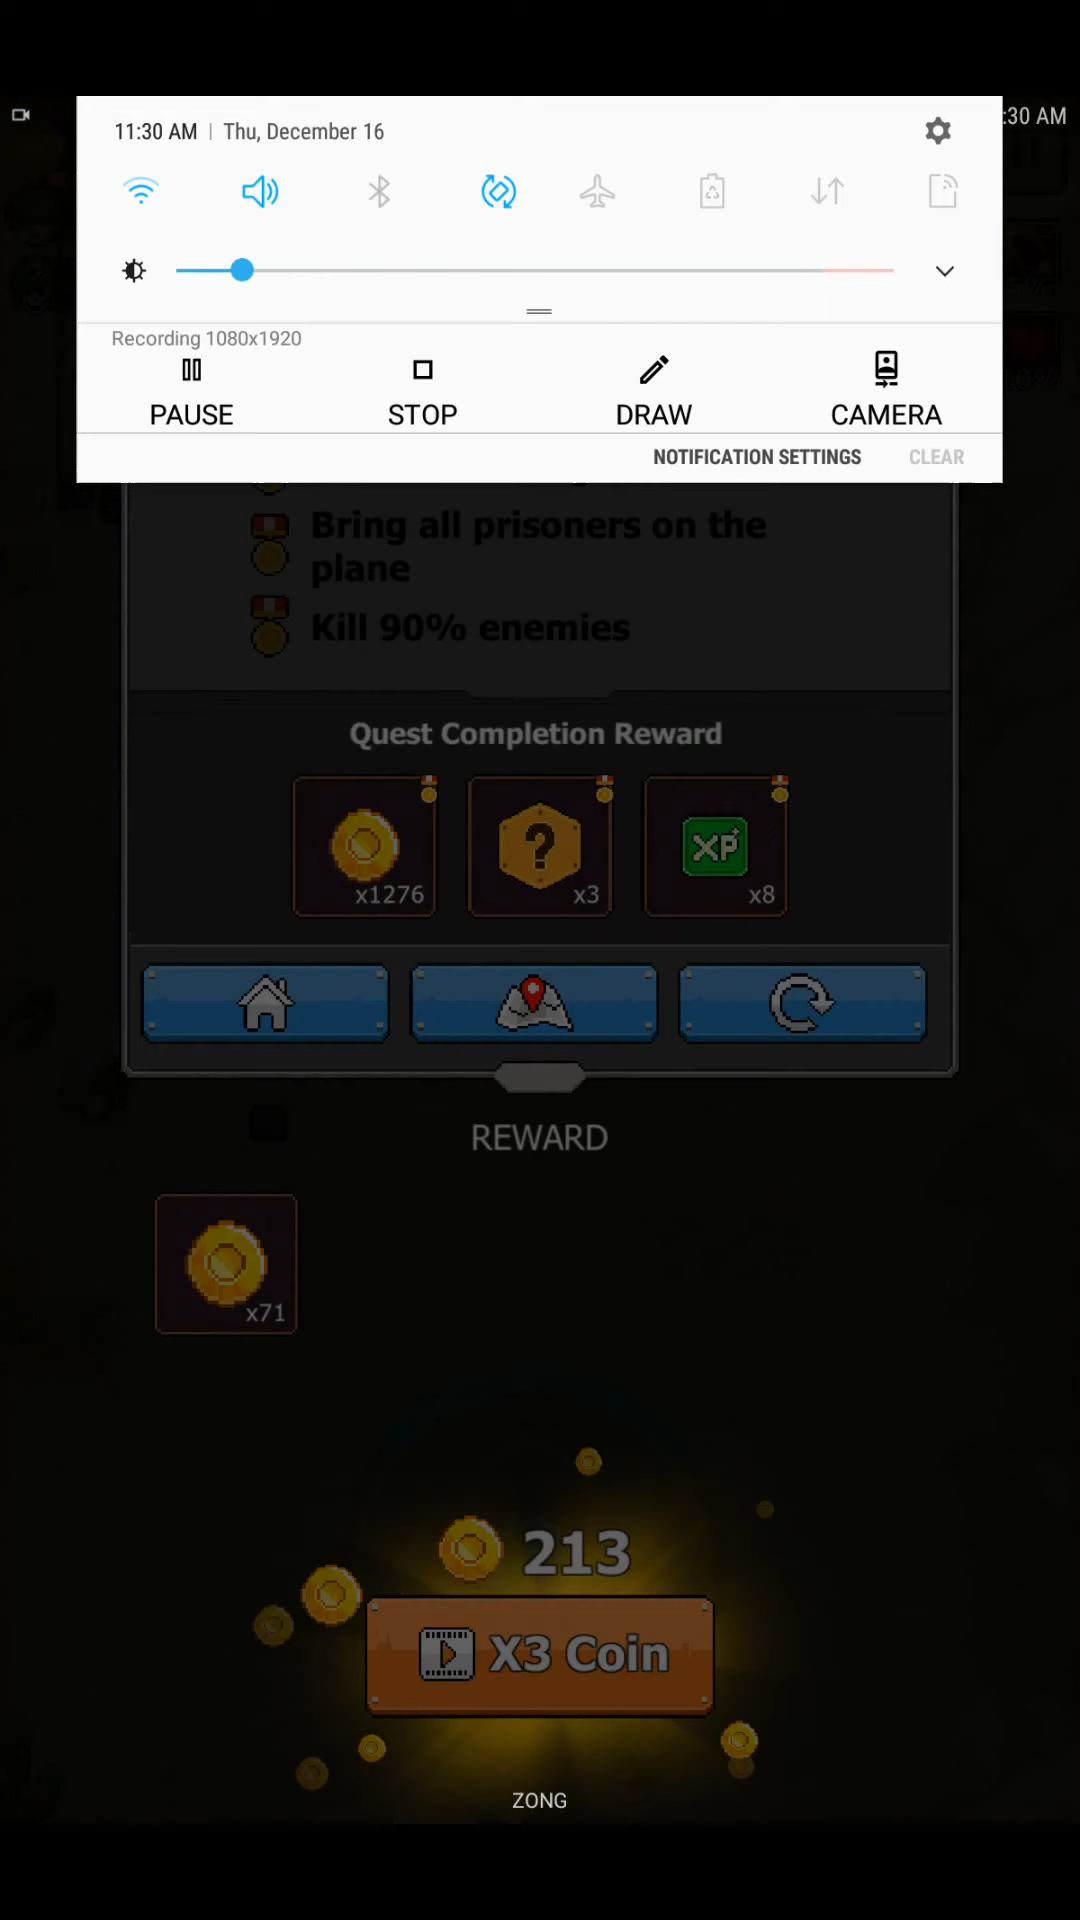 :30 AM
11:30 AM | Thu, December 16
Recording 1080x1920
PAUSE STOP DRAW CAMERA
NOTIFICATION SETTINGS CLEAR
Bring all prisoners on the
plane
Kill 90% enemies
Quest Completion Reward
?
XP
x1276 x3 x8
REWARD
x71
213
X3 Coin
ZONG